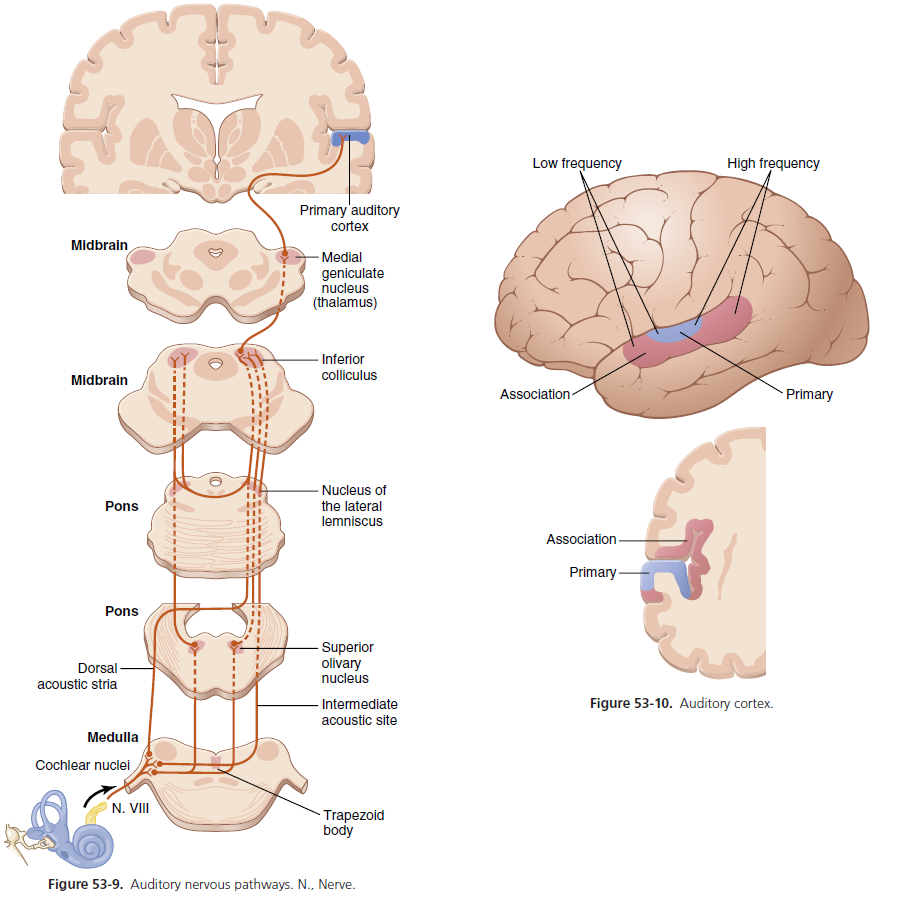 Primary auditory
cortex
Midbrain
Medial
geniculate
nucleus
(thalamus)
Inferior
colliculus
Midbrain
Nucleus of
the lateral
lemniscus
Pons
Pons
Superior
olivary
nucleus
Dorsal
acoustic stria
Intermediate
acoustic site
Medulla
Cochlear nuclei
N. VIII
Trapezoid
body
Figure 53-9. Auditory nervous pathways. N., Nerve.
Low frequency
High frequency
Association
Primary
Association
Primary
Figure 53-10. Auditory cortex.